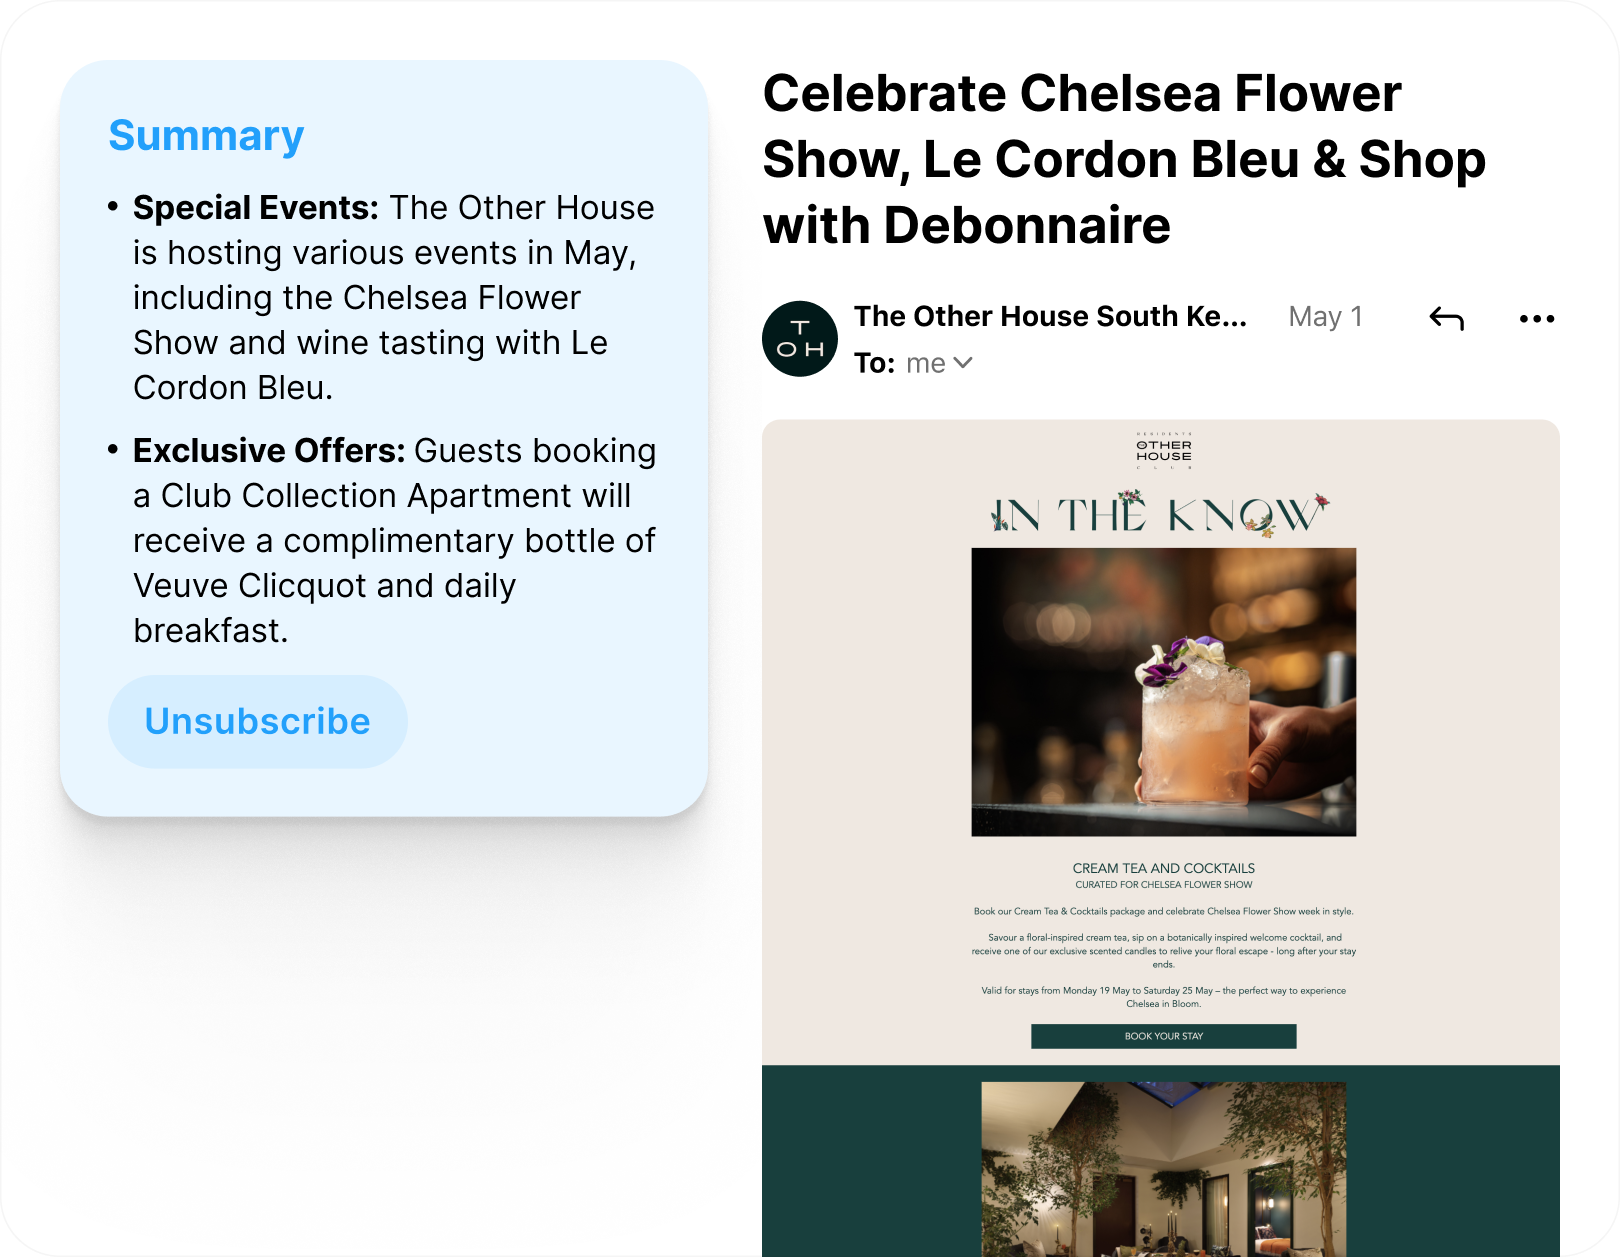 Summary
• Special Events: The Other House
is hosting various events in May,
including the Chelsea Flower
Show and wine tasting with Le
Cordon Bleu.
• Exclusive Offers: Guests booking
a Club Collection Apartment will
receive a complimentary bottle of
Veuve Clicquot and daily
breakfast.
Unsubscribe
Celebrate Chelsea Flower
Show, Le Cordon Bleu & Shop
with Debonnaire
T
OH
The Other House South Ke... May 1
To: me
RESIDENTS
OTHER
HOUSE
CLUB
IN THE KNOW
CREAM TEA AND COCKTAILS
CURATED FOR CHELSEA FLOWER SHOW
Book our Cream Tea & Cocktails package and celebrate Chelsea Flower Show week in style.
Savour a floral-inspired cream tea, sip on a botanically inspired welcome cocktail, and
receive one of our exclusive scented candles to relive your floral escape - long after your stay
ends.
Valid for stays from Monday 19 May to Saturday 25 May – the perfect way to experience
Chelsea in Bloom.
BOOK YOUR STAY